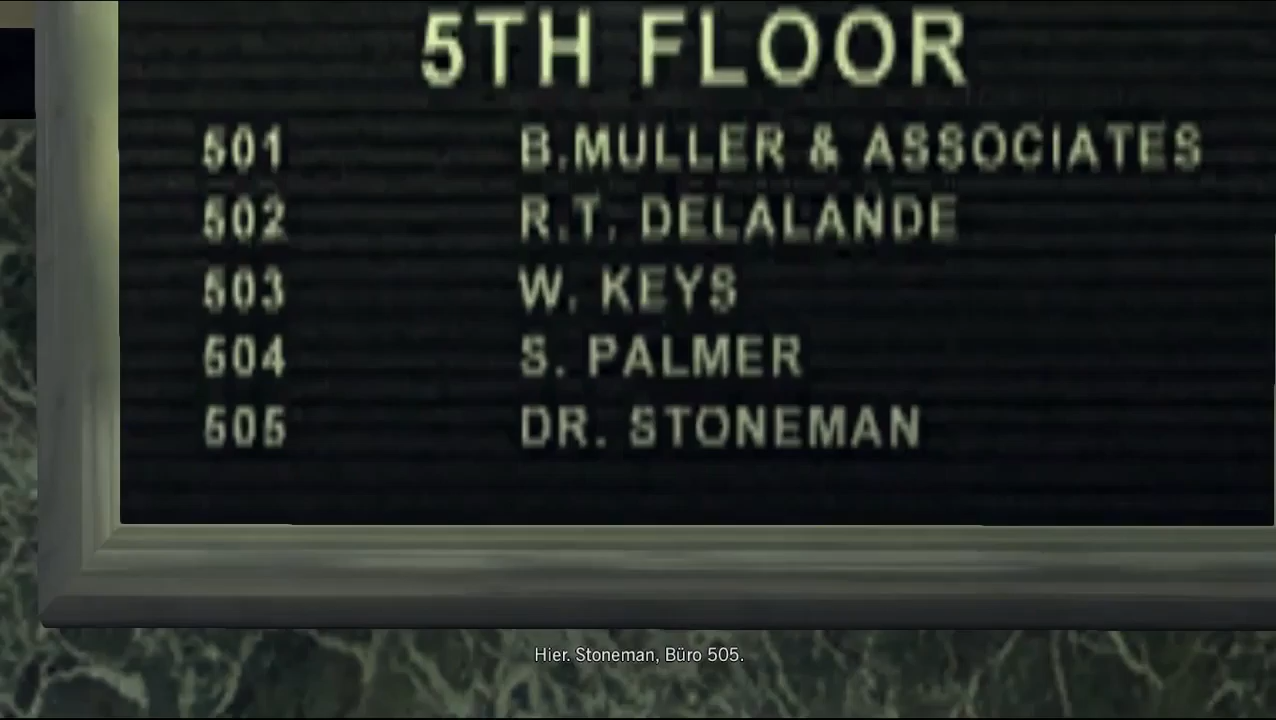 5TH FLOOR
501 B.MULLER & ASSOCIATES
502 R.T. DELALANDE
503 W. KEYS
504 S. PALMER
505 DR. STONEMAN
Hier. Stoneman, Büro 505.